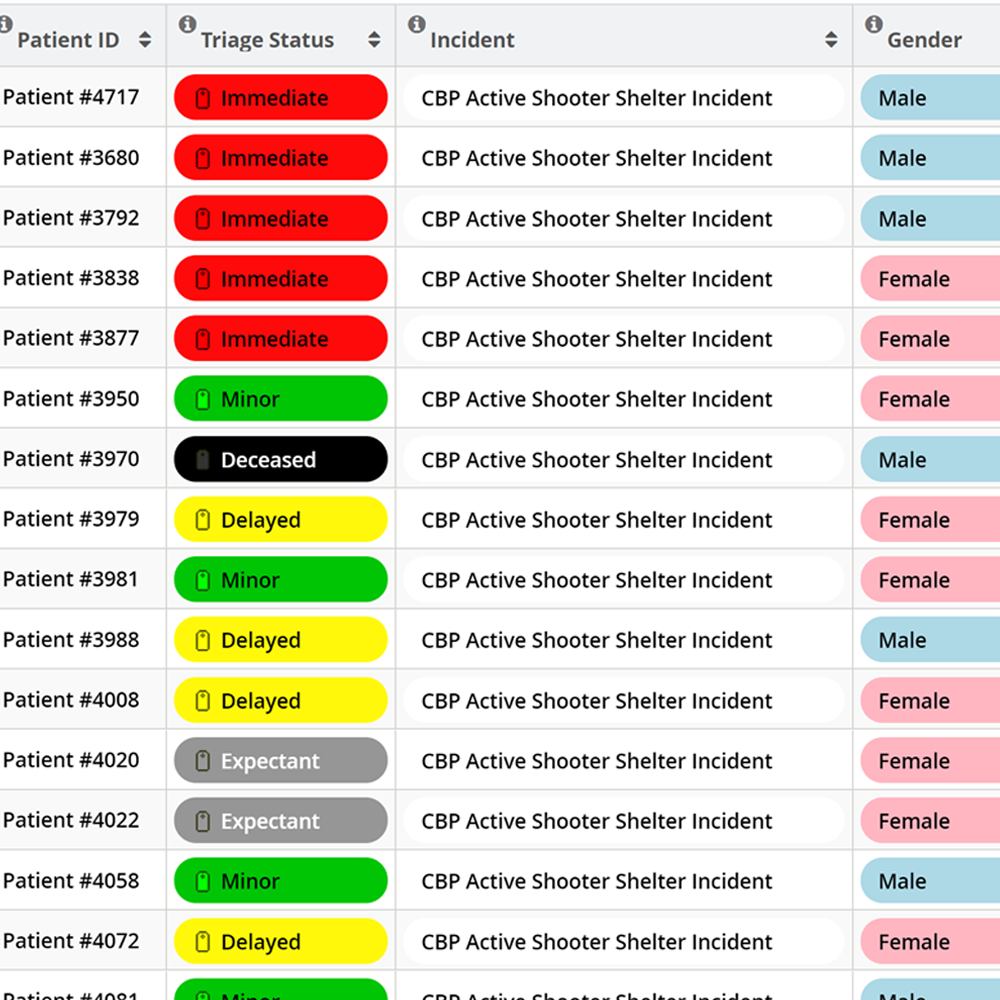 Patient ID Triage Status Incident Gender
Patient #4717 Immediate CBP Active Shooter Shelter Incident Male
Patient #3680 Immediate CBP Active Shooter Shelter Incident Male
Patient #3792 Immediate CBP Active Shooter Shelter Incident Male
Patient #3838 Immediate CBP Active Shooter Shelter Incident Female
Patient #3877 Immediate CBP Active Shooter Shelter Incident Female
Patient #3950 Minor CBP Active Shooter Shelter Incident Female
Patient #3970 Deceased CBP Active Shooter Shelter Incident Male
Patient #3979 Delayed CBP Active Shooter Shelter Incident Female
Patient #3981 Minor CBP Active Shooter Shelter Incident Female
Patient #3988 Delayed CBP Active Shooter Shelter Incident Male
Patient #4008 Delayed CBP Active Shooter Shelter Incident Female
Patient #4020 Expectant CBP Active Shooter Shelter Incident Female
Patient #4022 Expectant CBP Active Shooter Shelter Incident Female
Patient #4058 Minor CBP Active Shooter Shelter Incident Male
Patient #4072 Delayed CBP Active Shooter Shelter Incident Female
Patient #4081 Minor CBP Active Shooter Shelter Incident Male